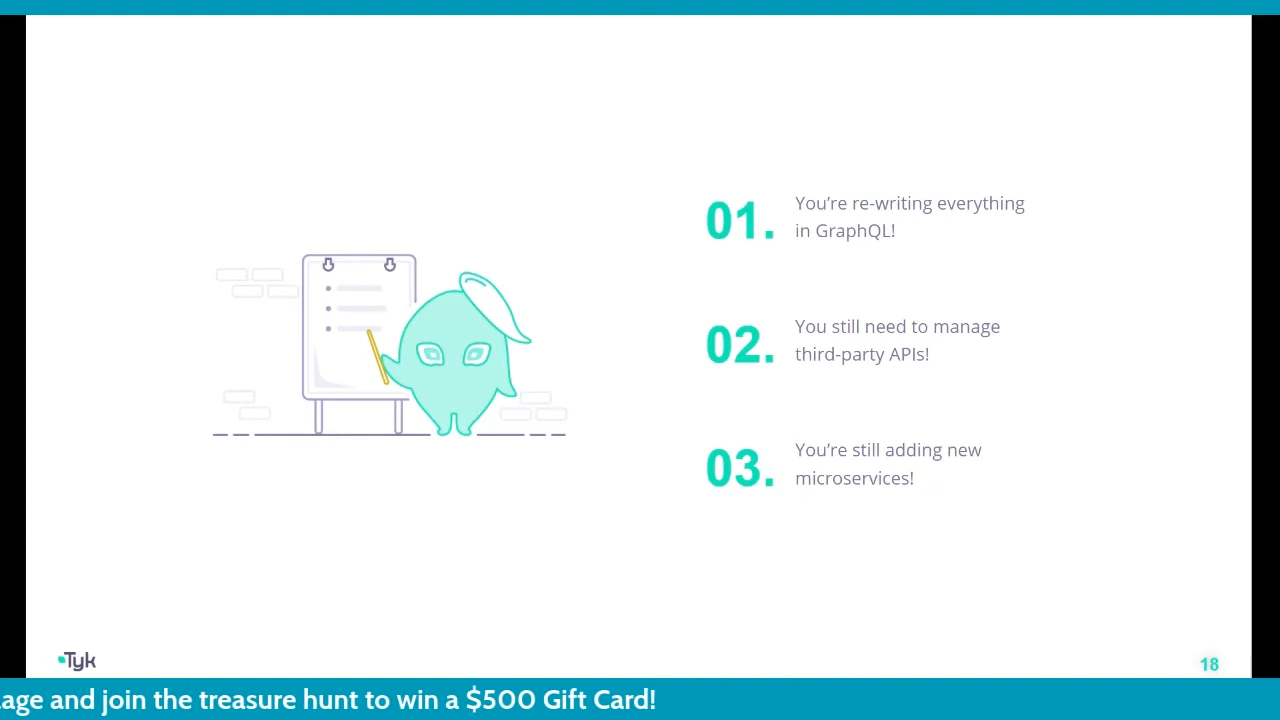 01.
You’re re-writing everything
in GraphQL!
02.
You still need to manage
third-party APIs!
03.
You’re still adding new
microservices!
Tyk
18
and join the treasure hunt to win a $500 Gift Card!